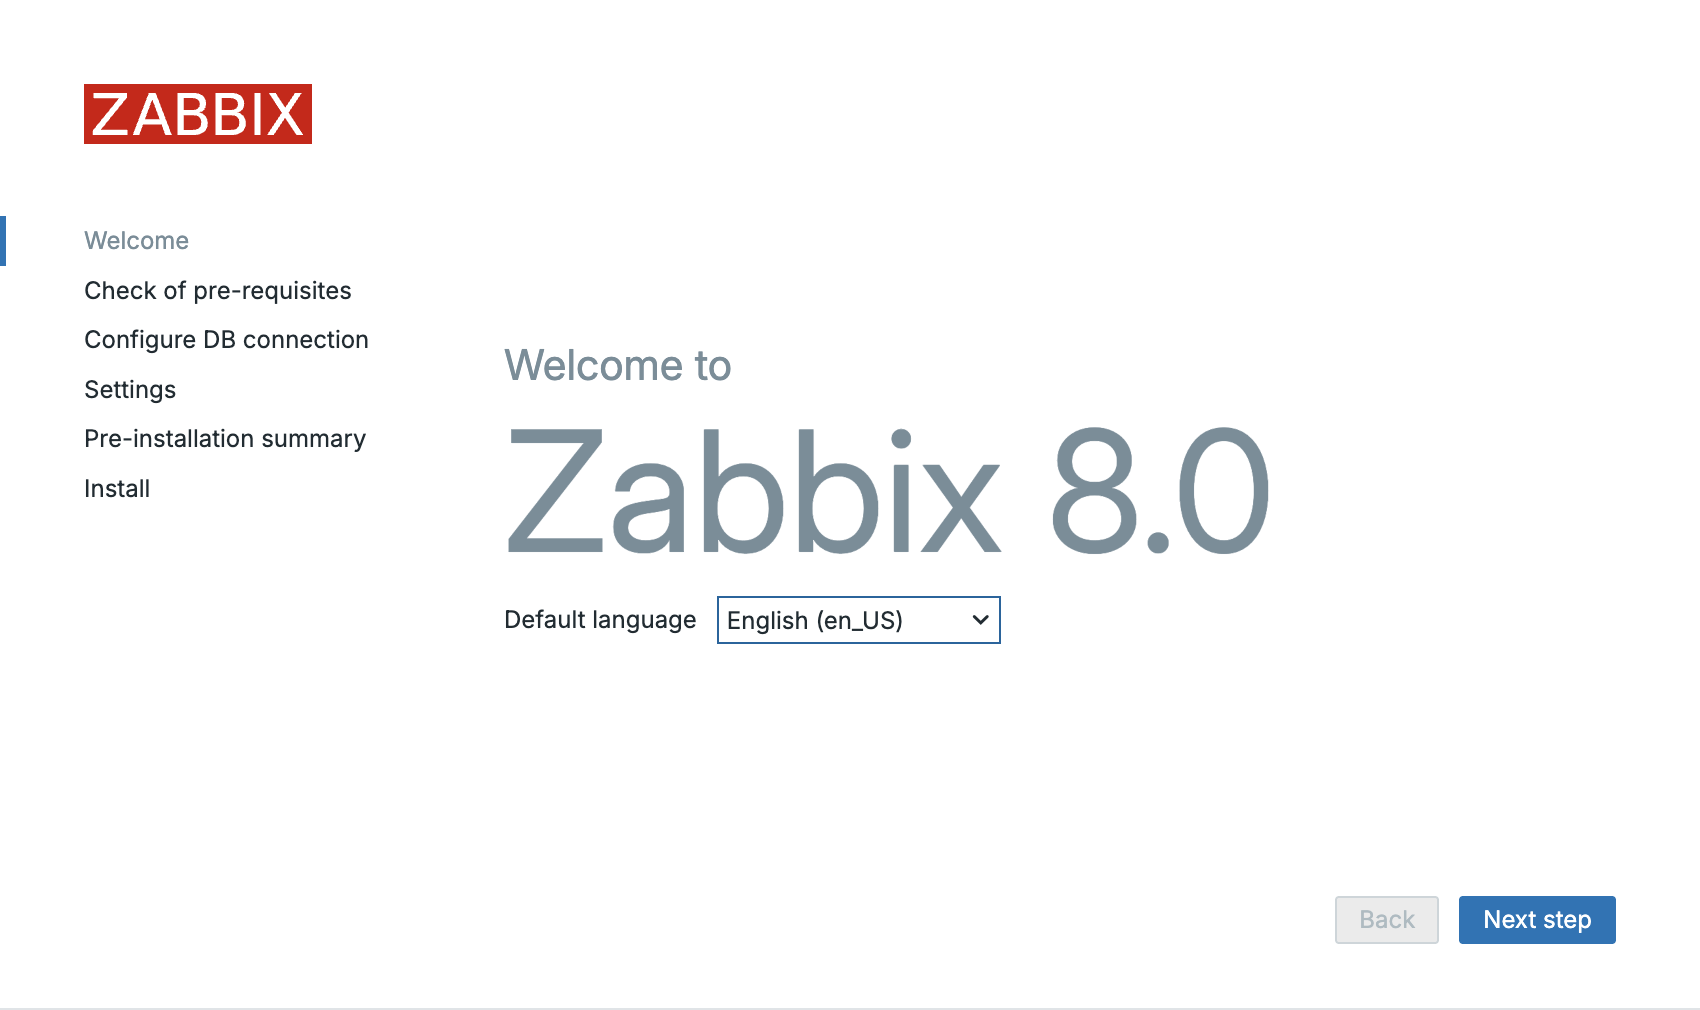 ZABBIX
Welcome
Check of pre-requisites
Configure DB connection
Settings
Pre-installation summary
Install
Welcome to
Zabbix 8.0
Default language English (en_US)
Back Next step